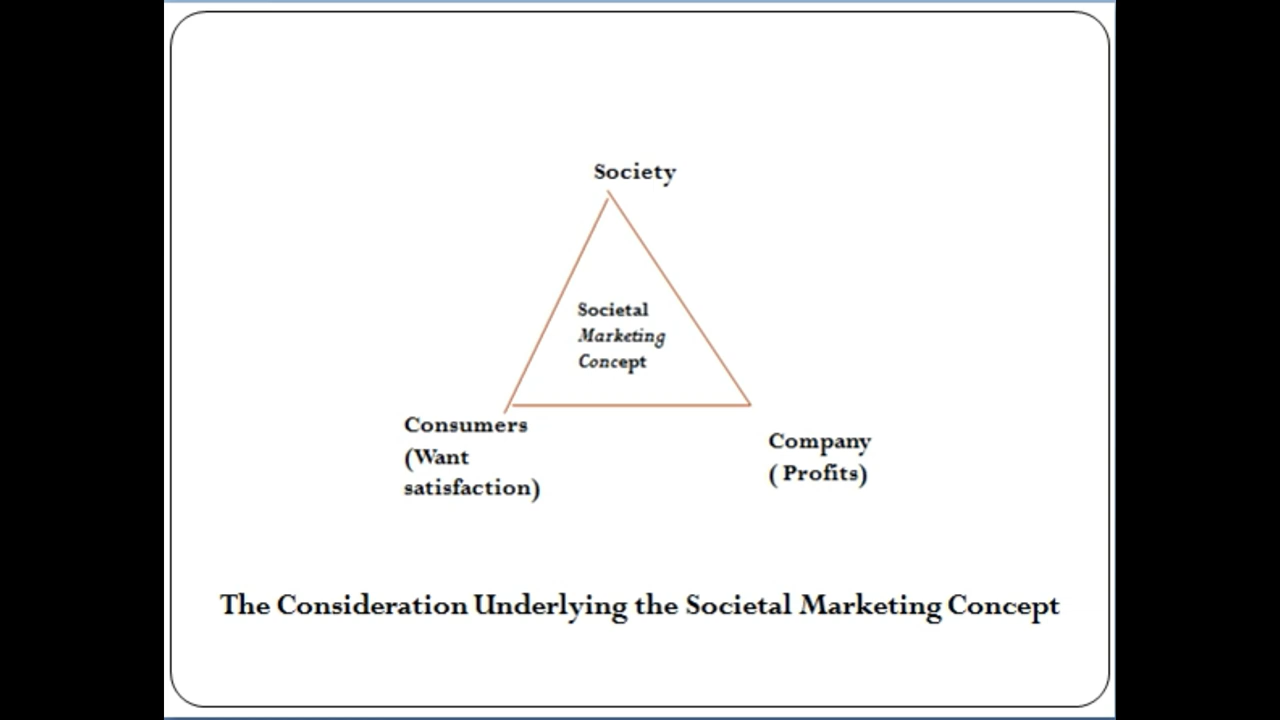 Society
Societal
Marketing
Concept
Consumers
(Want
satisfaction)
Company
( Profits)
The Consideration Underlying the Societal Marketing Concept